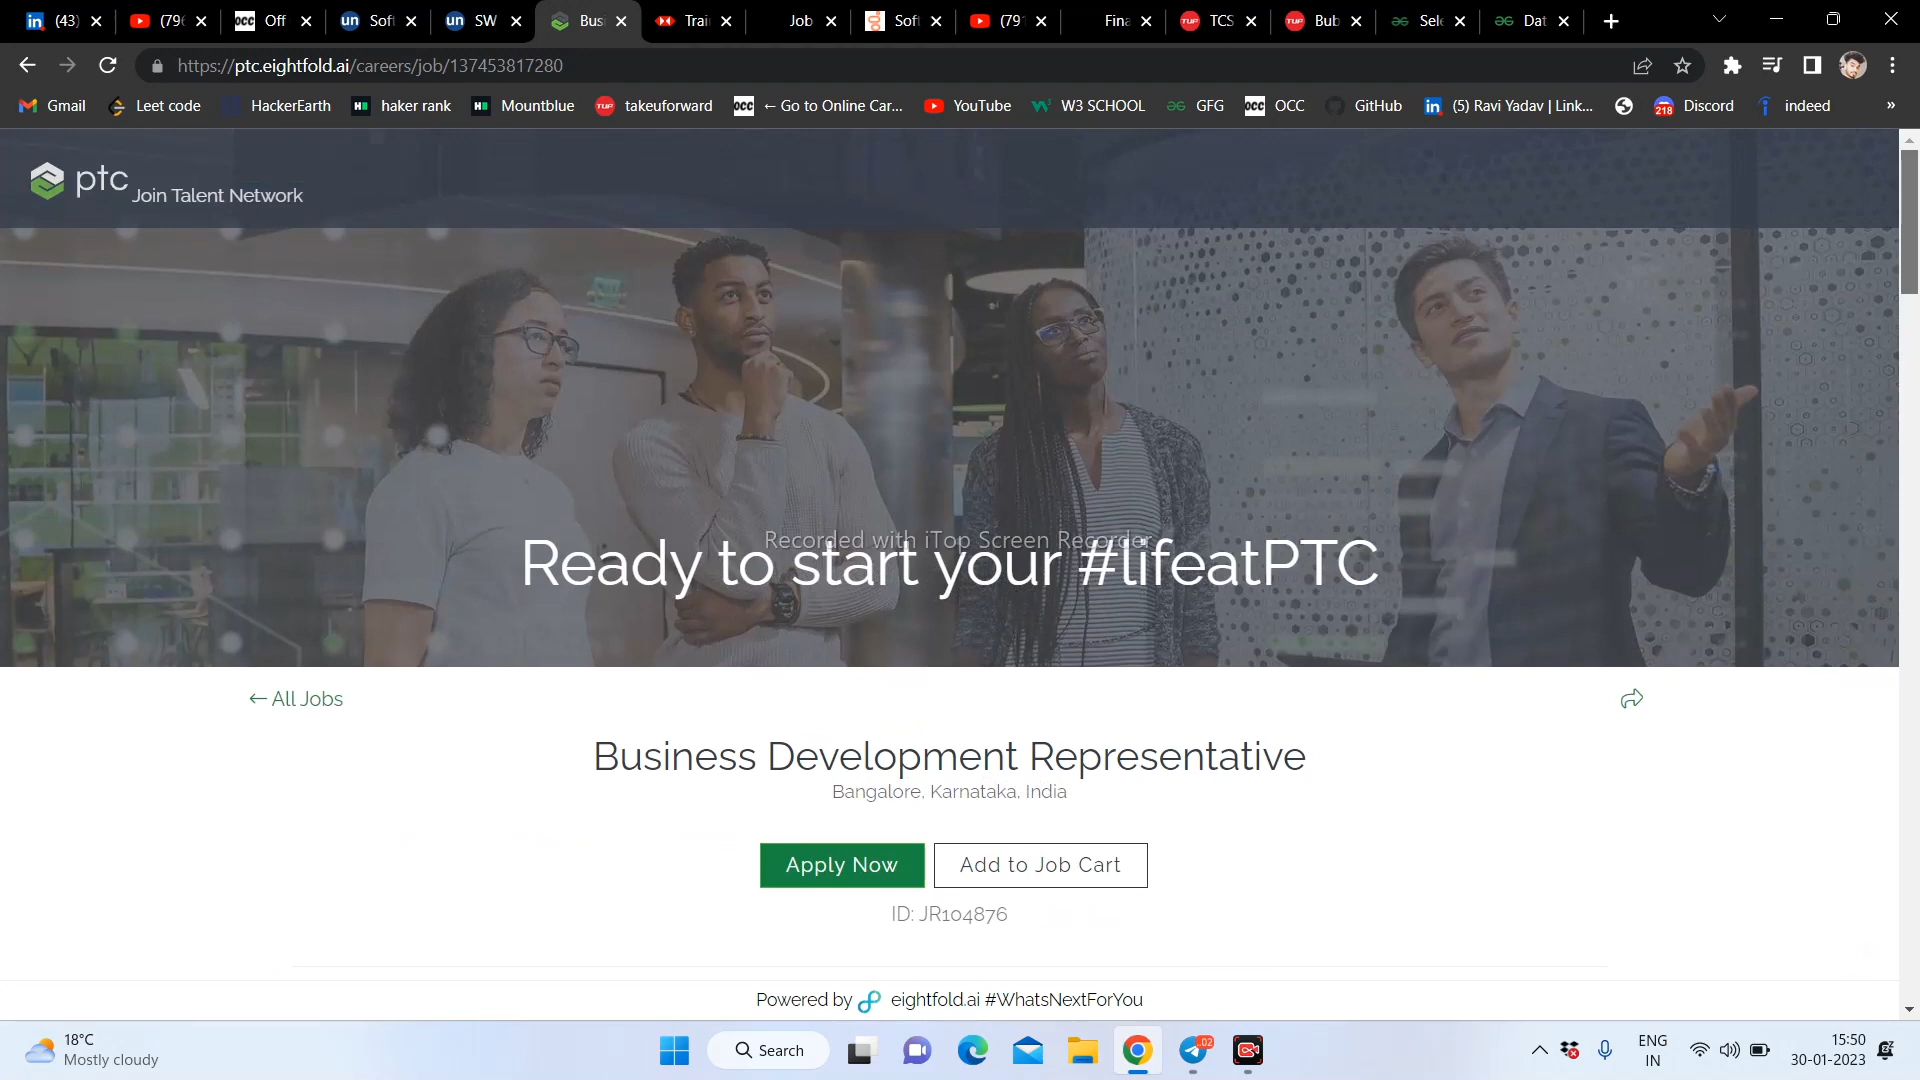 (43)
(79
Off
Soft
SW
Busi
Trair
Job
Soft
(791
Fina
TCS
Bub
Sele
Dat
https://ptc.eightfold.ai/careers/job/137453817280
Gmail
Leet code
HackerEarth
haker rank
Mountblue
takeuforward
← Go to Online Car...
YouTube
W3 SCHOOL
GFG
OCC
GitHub
(5) Ravi Yadav | Link...
Discord
indeed
»
ptc
Join Talent Network
Recorded with iTop Screen Recorder
Ready to start your #lifeatPTC
← All Jobs
Business Development Representative
Bangalore, Karnataka, India
Apply Now
Add to Job Cart
ID: JR104876
Powered by eightfold.ai #WhatsNextForYou
18°C
Mostly cloudy
Search
ENG
IN
15:50
30-01-2023